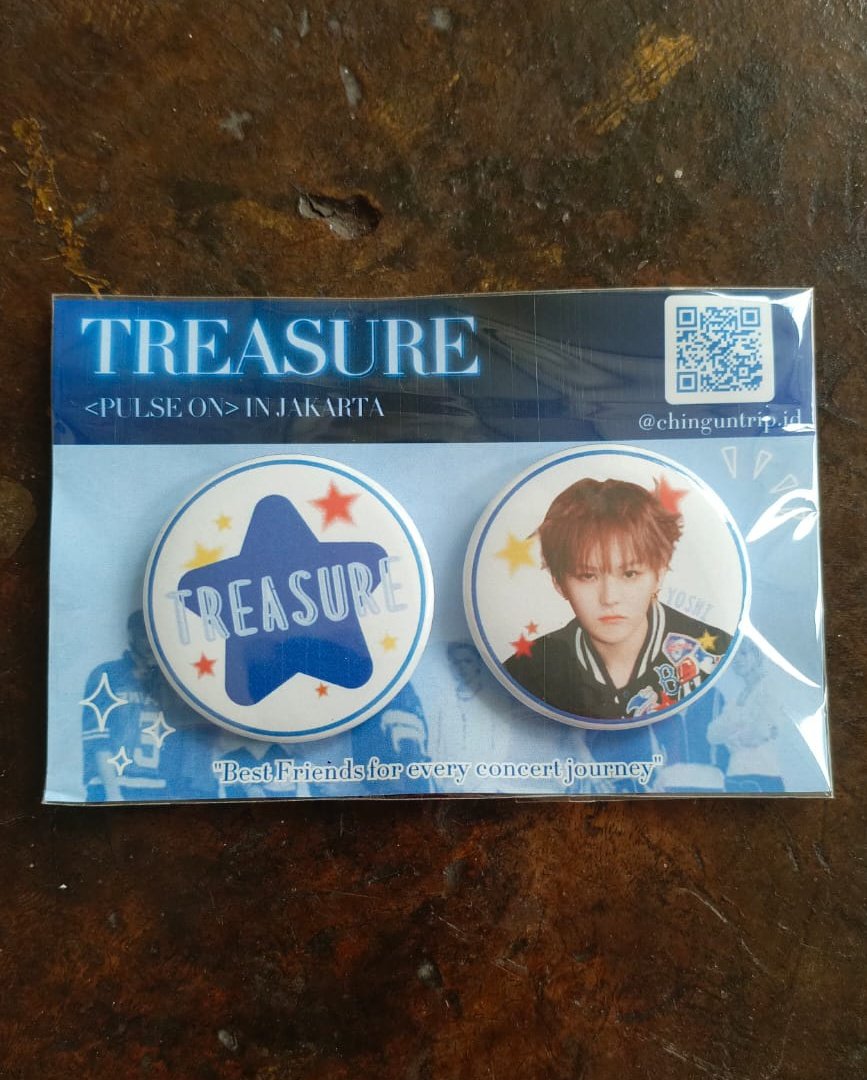 TREASURE
<PULSE ON> IN JAKARTA
@chinguntrip.id
TREASURE
YOSHI
B
"Best Friends for every concert journey"